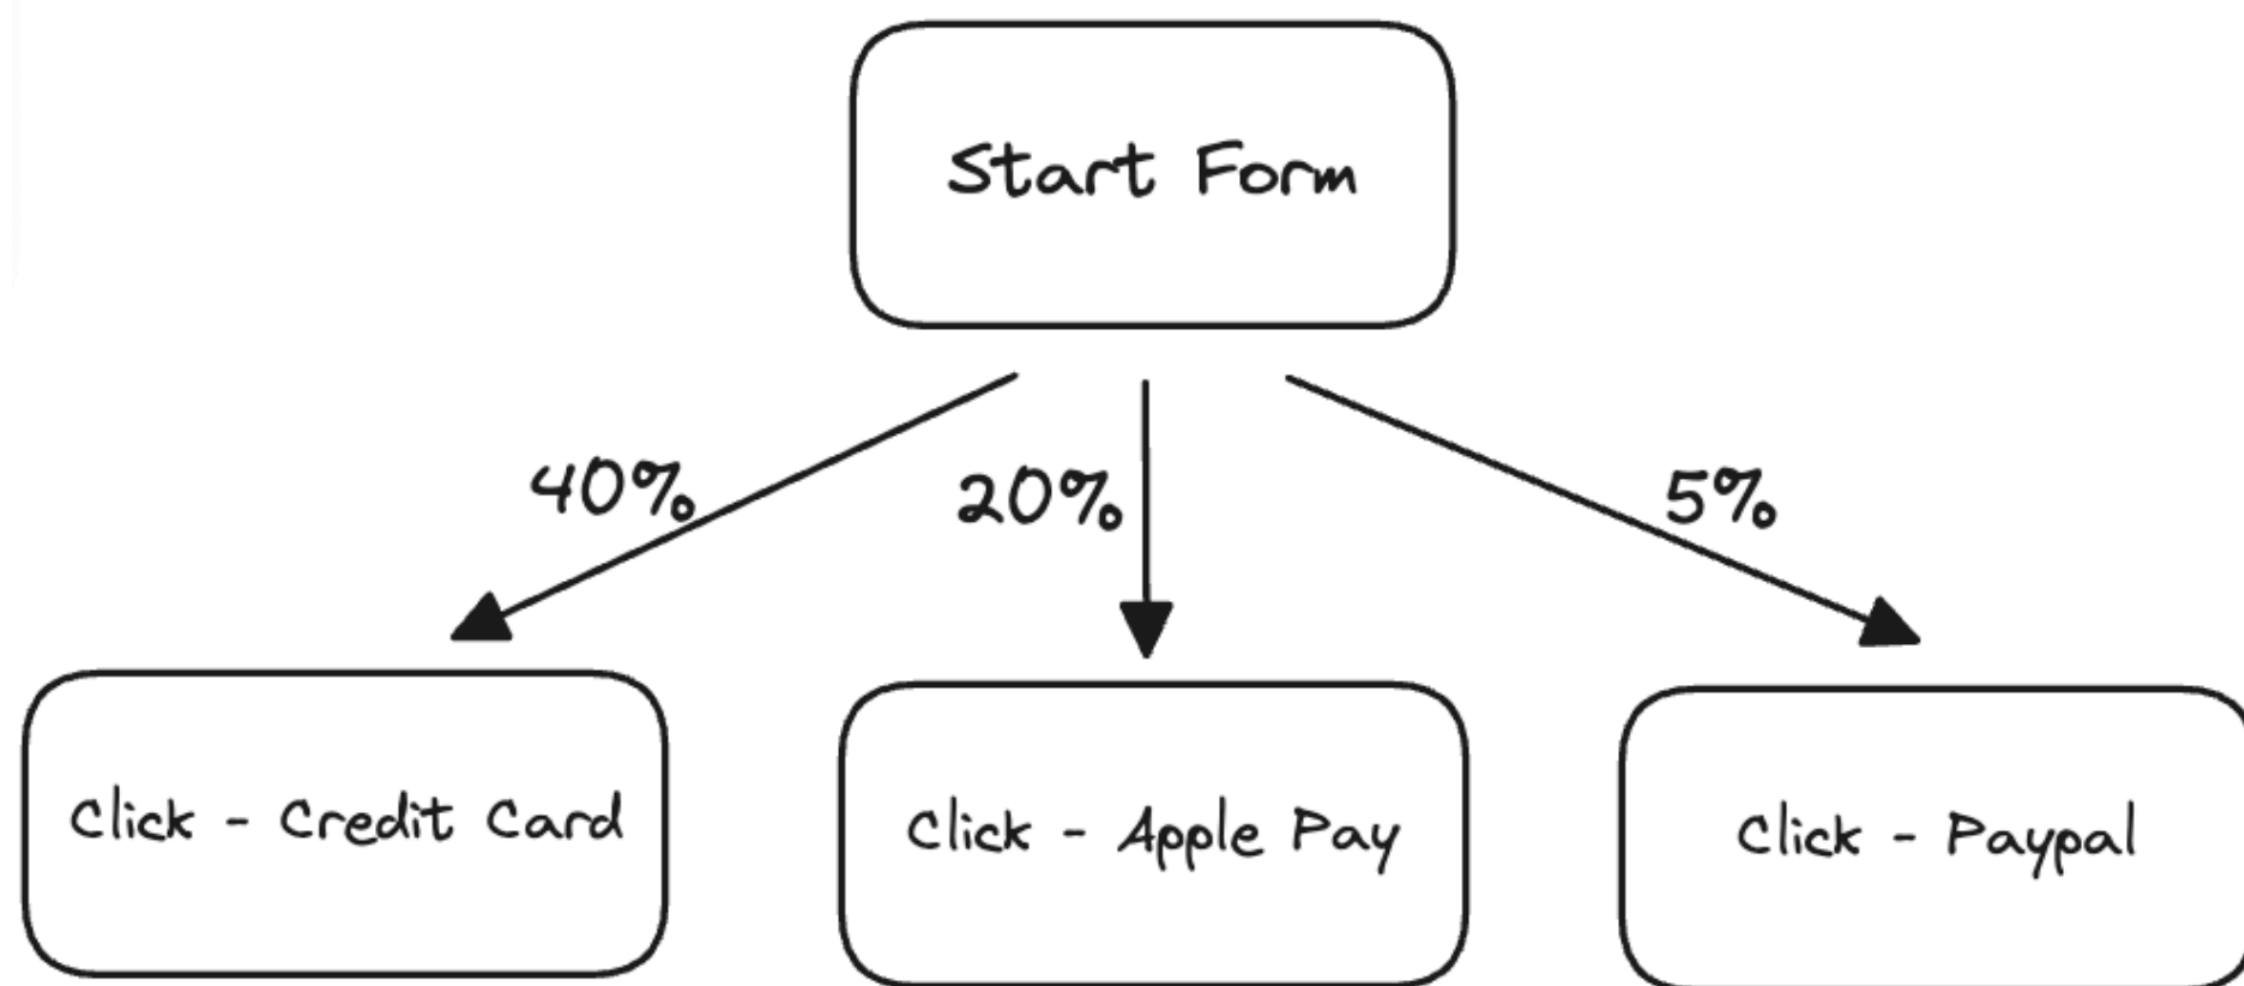 Start Form
40%
20%
5%
Click - Credit Card
Click - Apple Pay
Click - Paypal